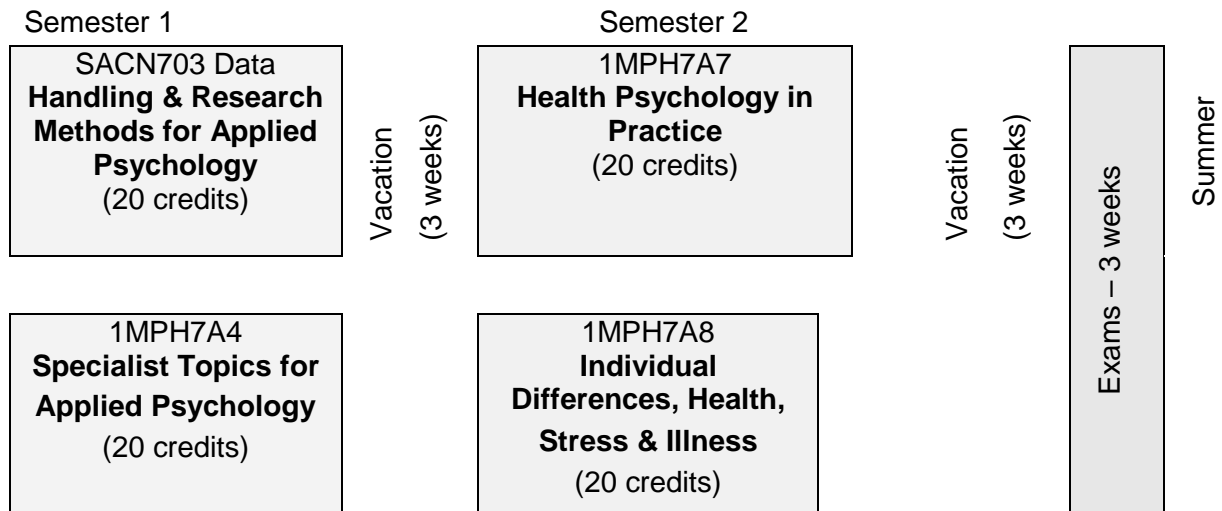 Semester 1
Semester 2
SACN703 Data
Handling & Research
Methods for Applied
Psychology
(20 credits)
Vacation
(3 weeks)
1MPH7A7
Health Psychology in
Practice
(20 credits)
Vacation
(3 weeks)
Exams – 3 weeks
Summer
1MPH7A4
Specialist Topics for
Applied Psychology
(20 credits)
1MPH7A8
Individual
Differences, Health,
Stress & Illness
(20 credits)